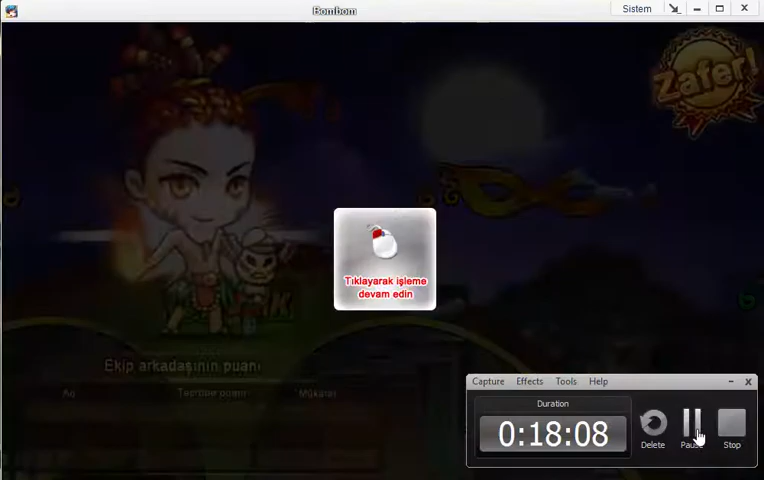 Bombom
Sistem
Zafer!
Tıklayarak işleme
devam edin
Ekip arkadaşının puanı
Ad
Tecrübe puanı
Mükafat
Capture Effects Tools Help
Duration
0:18:08
Delete
Pause
Stop